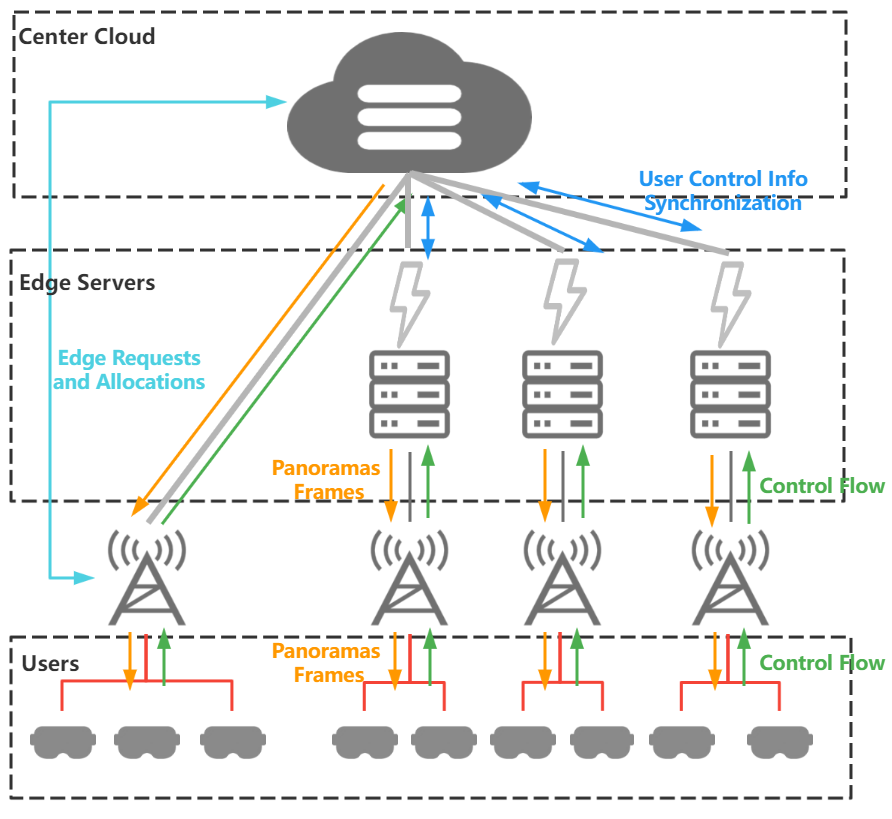 Center Cloud
User Control Info
Synchronization
Edge Servers
Edge Requests
and Allocations
Panoramas
Frames
Control Flow
Users
Panoramas
Frames
Control Flow